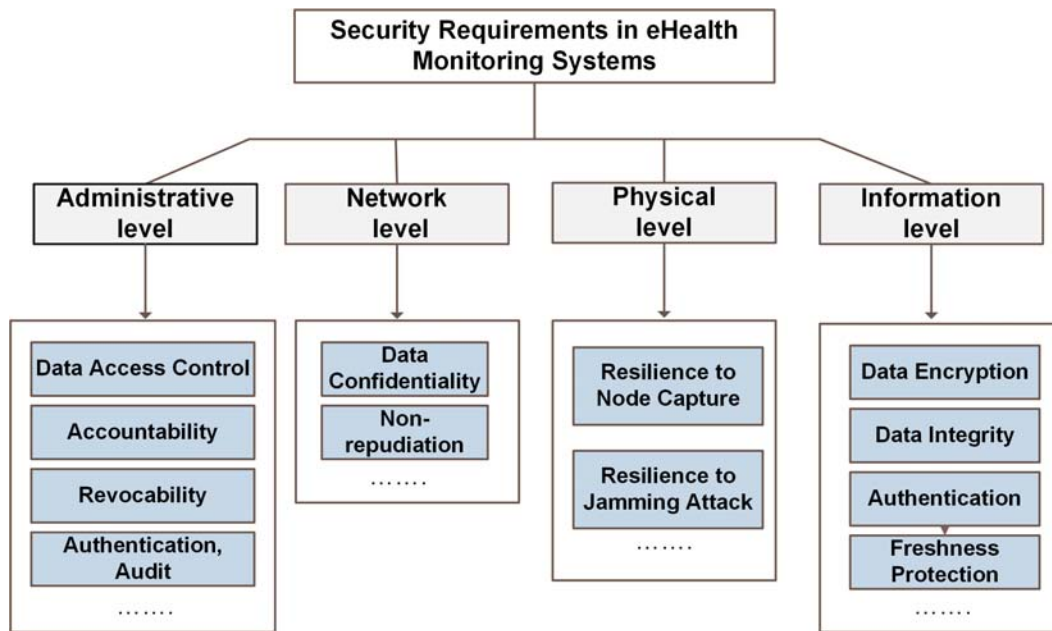 Security Requirements in eHealth
Monitoring Systems
Administrative
level
Network
level
Physical
level
Information
level
Data Access Control
Accountability
Revocability
Authentication,
Audit
…….
Data
Confidentiality
Non-
repudiation
…….
Resilience to
Node Capture
Resilience to
Jamming Attack
…….
Data Encryption
Data Integrity
Authentication
Freshness
Protection
…….